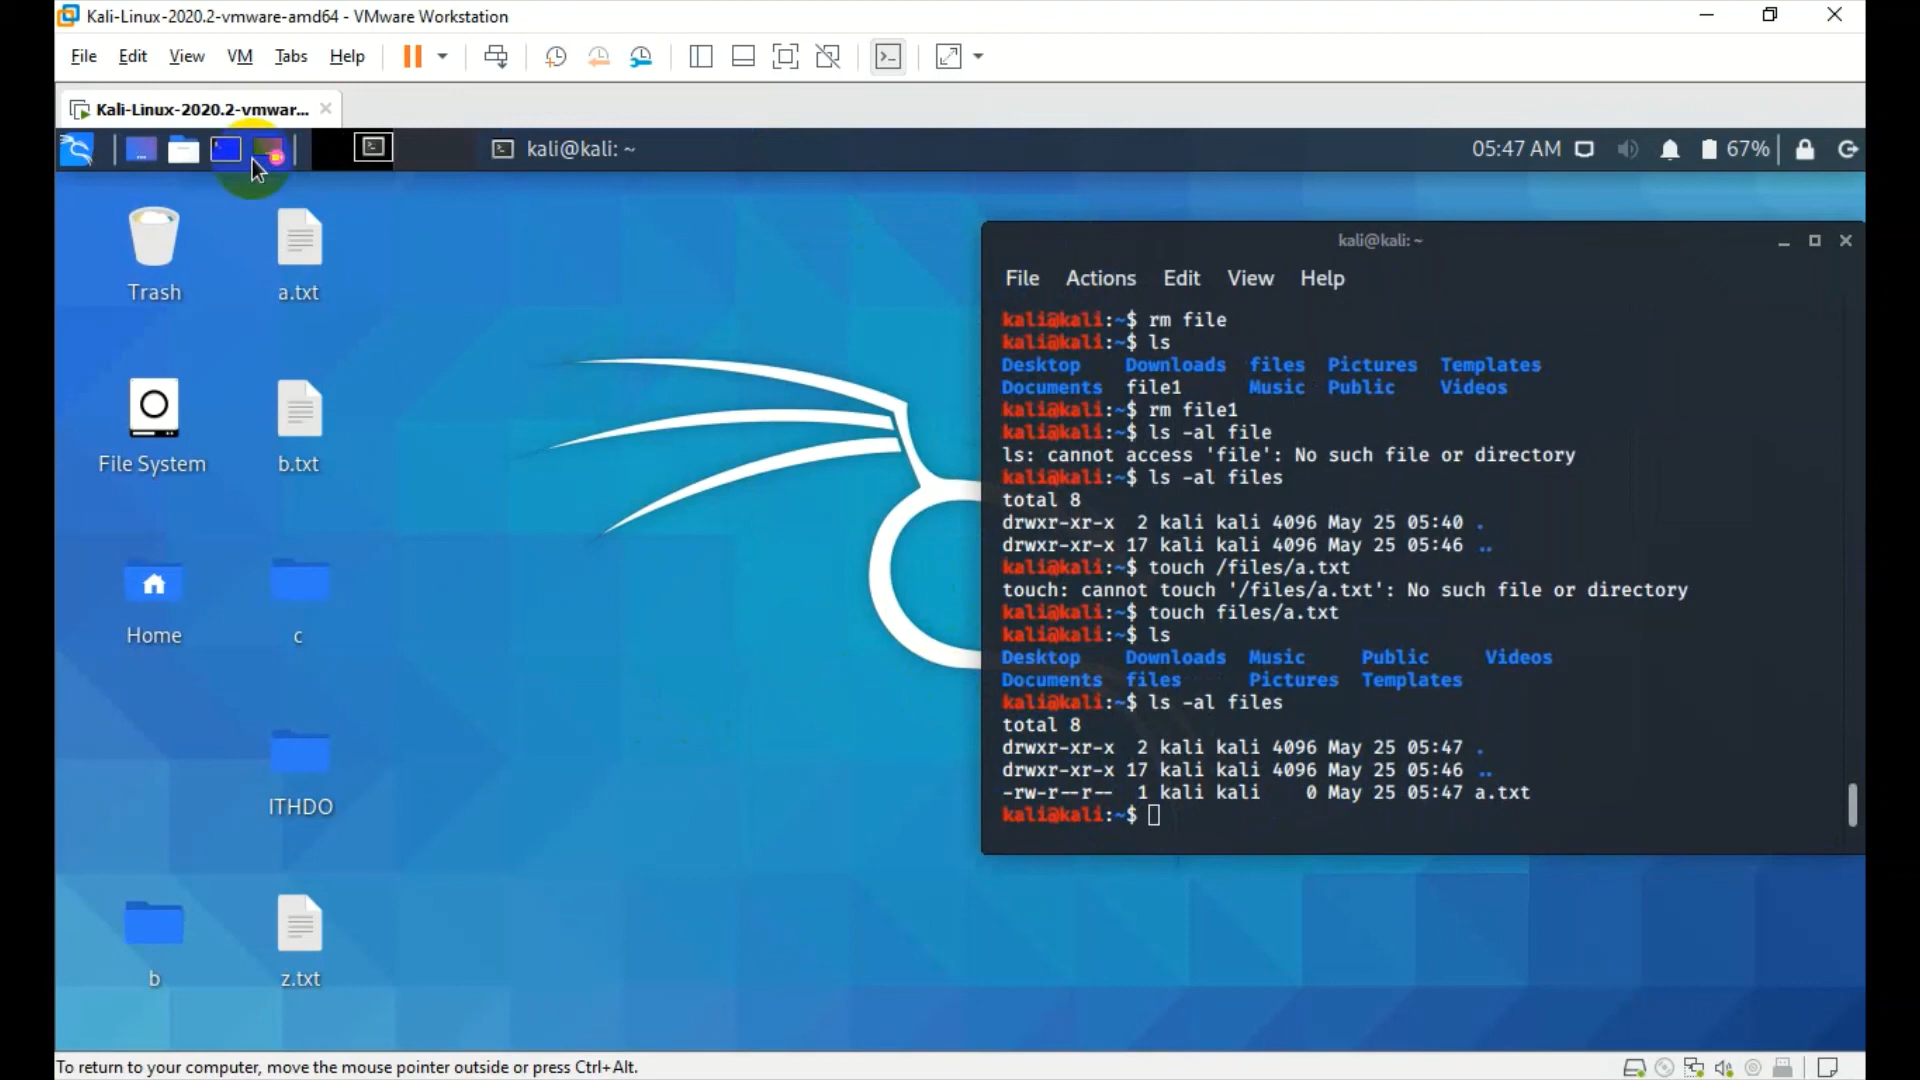 Kali-Linux-2020.2-vmware-amd64 - VMware Workstation
File Edit View VM Tabs Help
Kali-Linux-2020.2-vmwar...
kali@kali: ~ 05:47 AM 67%
Trash
a.txt
File System
b.txt
Home
c
ITHDO
b
z.txt
kali@kali: ~
File Actions Edit View Help
kali@kali:~$ rm file
kali@kali:~$ ls
Desktop Downloads files Pictures Templates
Documents file1 Music Public Videos
kali@kali:~$ rm file1
kali@kali:~$ ls -al file
ls: cannot access 'file': No such file or directory
kali@kali:~$ ls -al files
total 8
drwxr-xr-x 2 kali kali 4096 May 25 05:40 .
drwxr-xr-x 17 kali kali 4096 May 25 05:46 ..
kali@kali:~$ touch /files/a.txt
touch: cannot touch '/files/a.txt': No such file or directory
kali@kali:~$ touch files/a.txt
kali@kali:~$ ls
Desktop Downloads Music Public Videos
Documents files Pictures Templates
kali@kali:~$ ls -al files
total 8
drwxr-xr-x 2 kali kali 4096 May 25 05:47 .
drwxr-xr-x 17 kali kali 4096 May 25 05:46 ..
-rw-r--r-- 1 kali kali 0 May 25 05:47 a.txt
kali@kali:~$
To return to your computer, move the mouse pointer outside or press Ctrl+Alt.